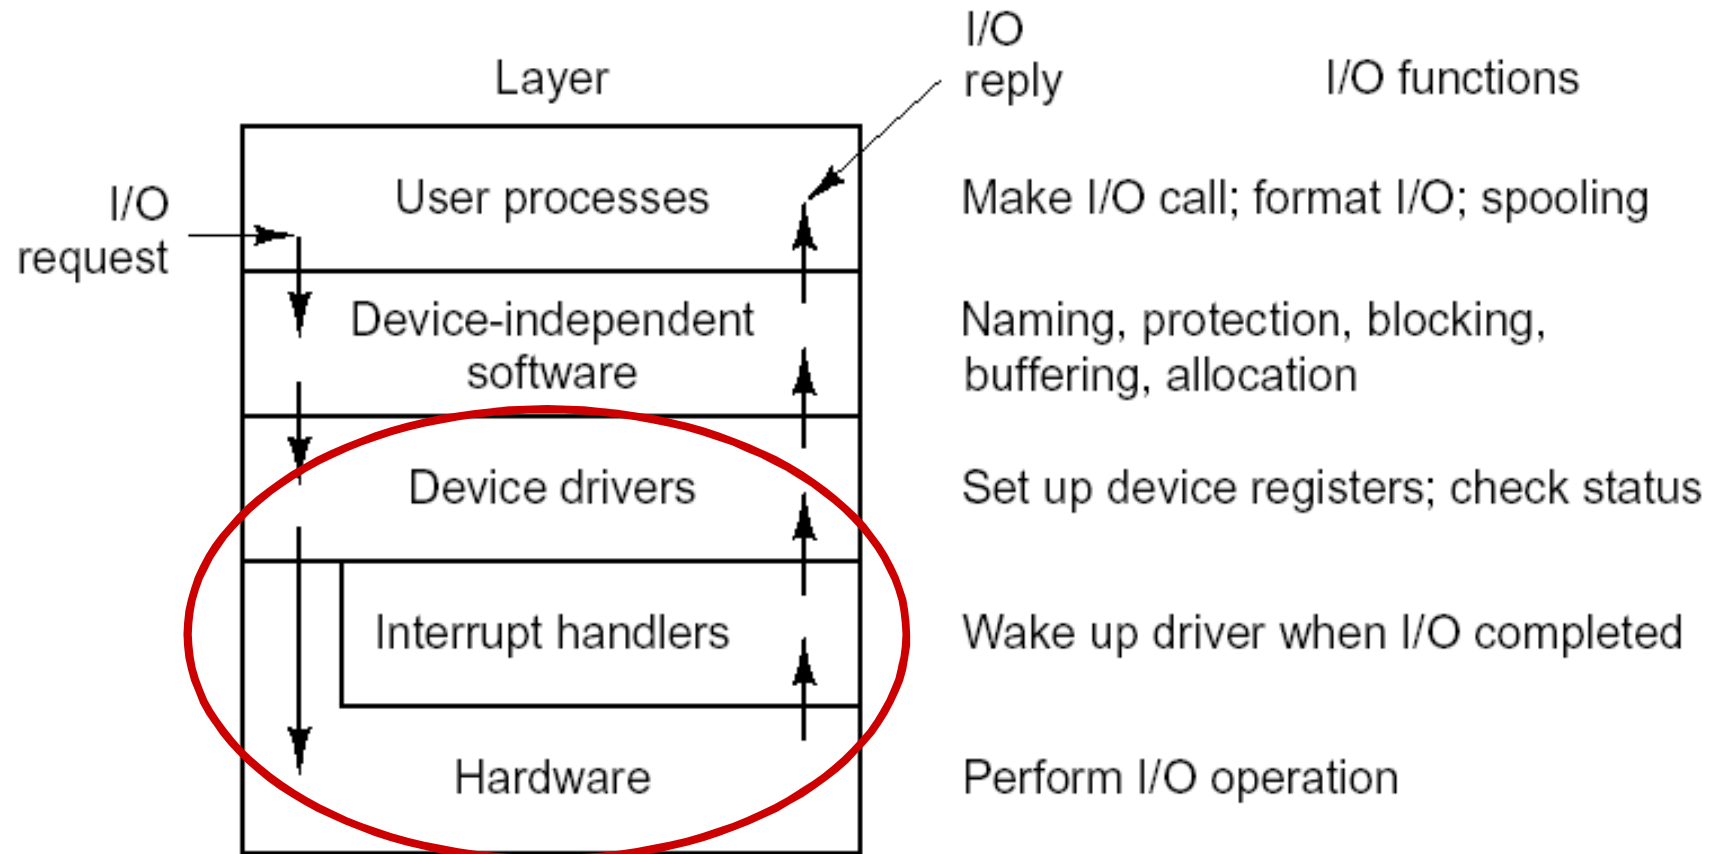 Layer
I/O
reply
I/O functions
I/O
request
User processes
Make I/O call; format I/O; spooling
Device-independent
software
Naming, protection, blocking,
buffering, allocation
Device drivers
Set up device registers; check status
Interrupt handlers
Wake up driver when I/O completed
Hardware
Perform I/O operation